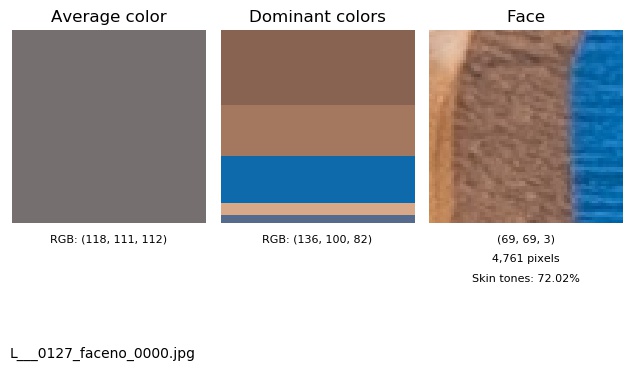 Average color
Dominant colors
Face
RGB: (118, 111, 112)
RGB: (136, 100, 82)
(69, 69, 3)
4,761 pixels
Skin tones: 72.02%
L___0127_faceno_0000.jpg